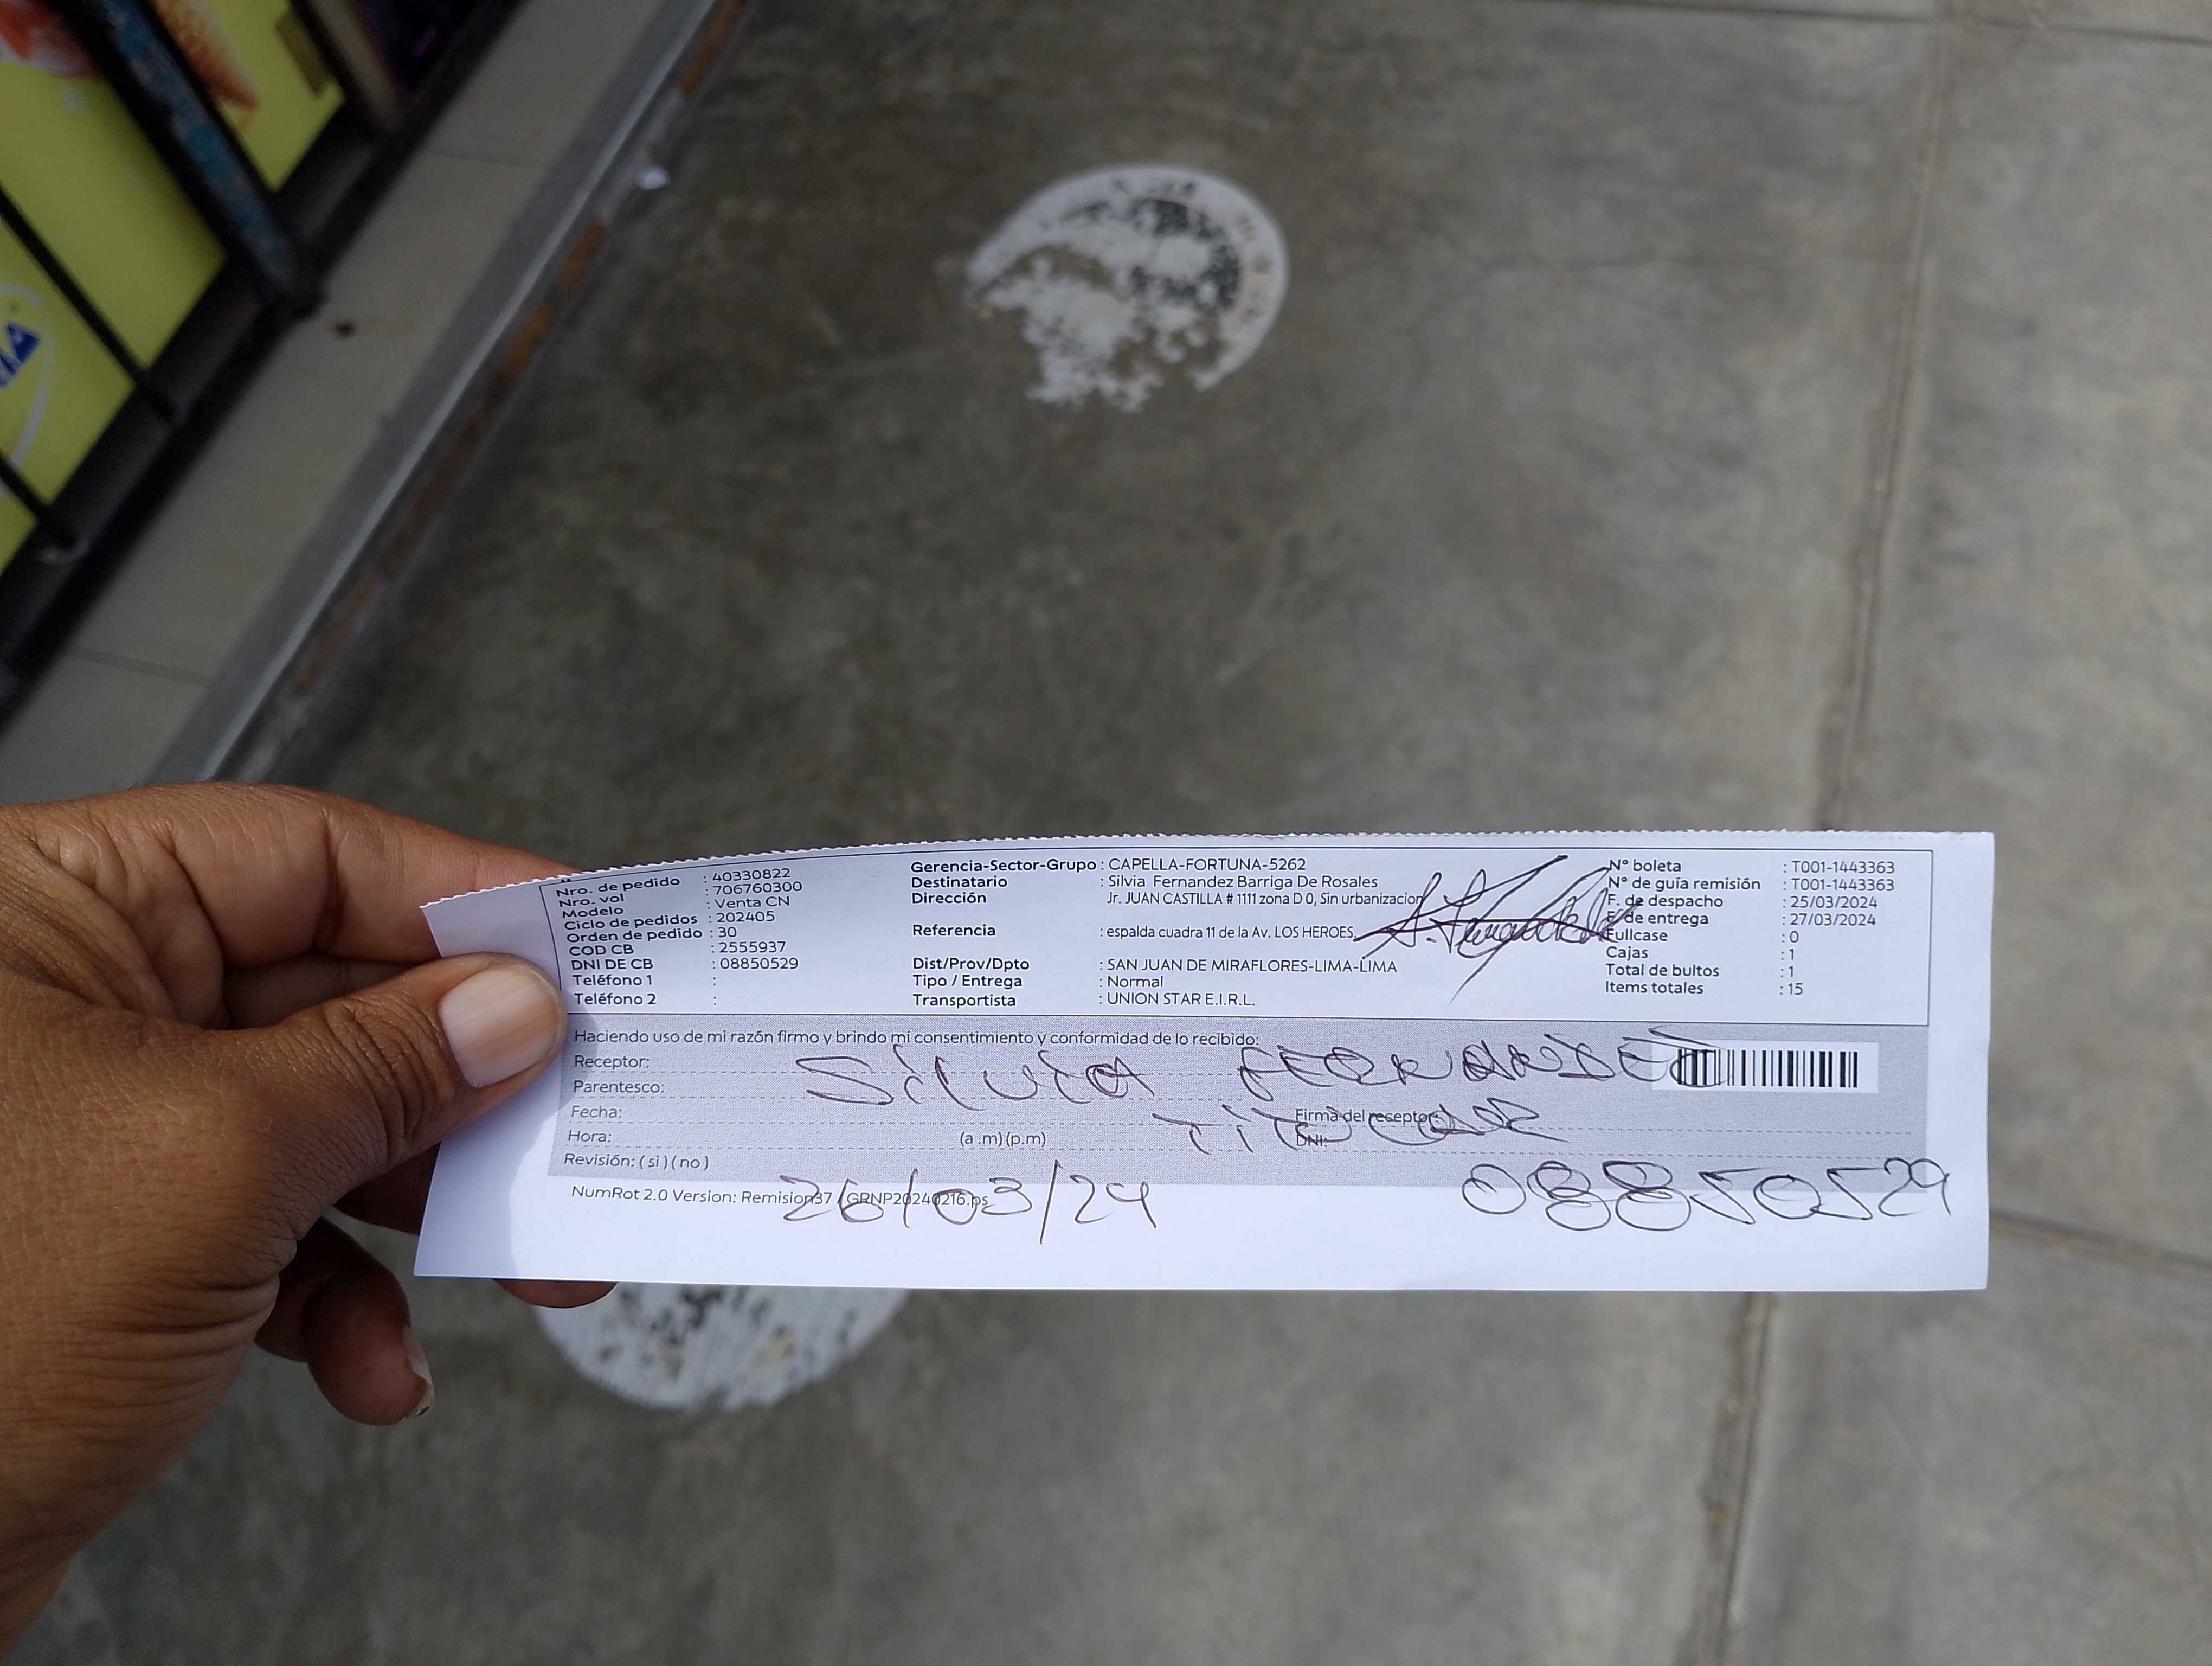 Nro. de pedido : 40330822
Nro. vol : 706760300
Modelo : Venta CN
Ciclo de pedidos : 202405
Orden de pedido : 30
COD CB : 2555937
DNI DE CB : 08850529
Teléfono 1 :
Teléfono 2 :
Gerencia-Sector-Grupo : CAPELLA-FORTUNA-5262
Destinatario : Silvia Fernandez Barriga De Rosales
Dirección Jr. JUAN CASTILLA # 1111 zona D 0, Sin urbanizacion
Referencia : espalda cuadra 11 de la Av. LOS HEROES,
Dist/Prov/Dpto : SAN JUAN DE MIRAFLORES-LIMA-LIMA
Tipo / Entrega : Normal
Transportista : UNION STAR E.I.R.L.
N° boleta : T001-1443363
N° de guía remisión : T001-1443363
F. de despacho : 25/03/2024
F. de entrega : 27/03/2024
Fullcase : 0
Cajas : 1
Total de bultos : 1
Items totales : 15
Haciendo uso de mi razón firmo y brindo mi consentimiento y conformidad de lo recibido:
Receptor: Silvia FERNANDEZ
Parentesco: TiTULAR
Fecha: Firma del receptor:
Hora: (a .m) (p.m) DNI:
Revisión: ( si ) ( no )
26/03/24 08850529
NumRot 2.0 Version: Remision37 / GRNP20240216.ps